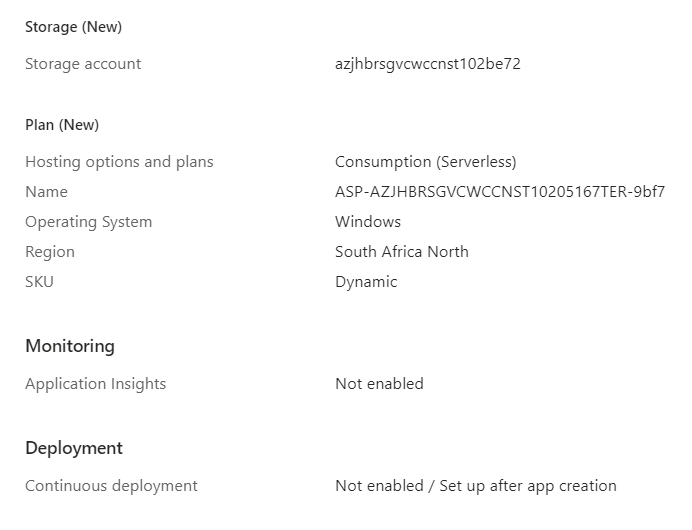 Storage (New)
Storage account azjhbrsgvcwccnst102be72
Plan (New)
Hosting options and plans Consumption (Serverless)
Name ASP-AZJHBRSGVCWCCNST10205167TER-9bf7
Operating System Windows
Region South Africa North
SKU Dynamic
Monitoring
Application Insights Not enabled
Deployment
Continuous deployment Not enabled / Set up after app creation